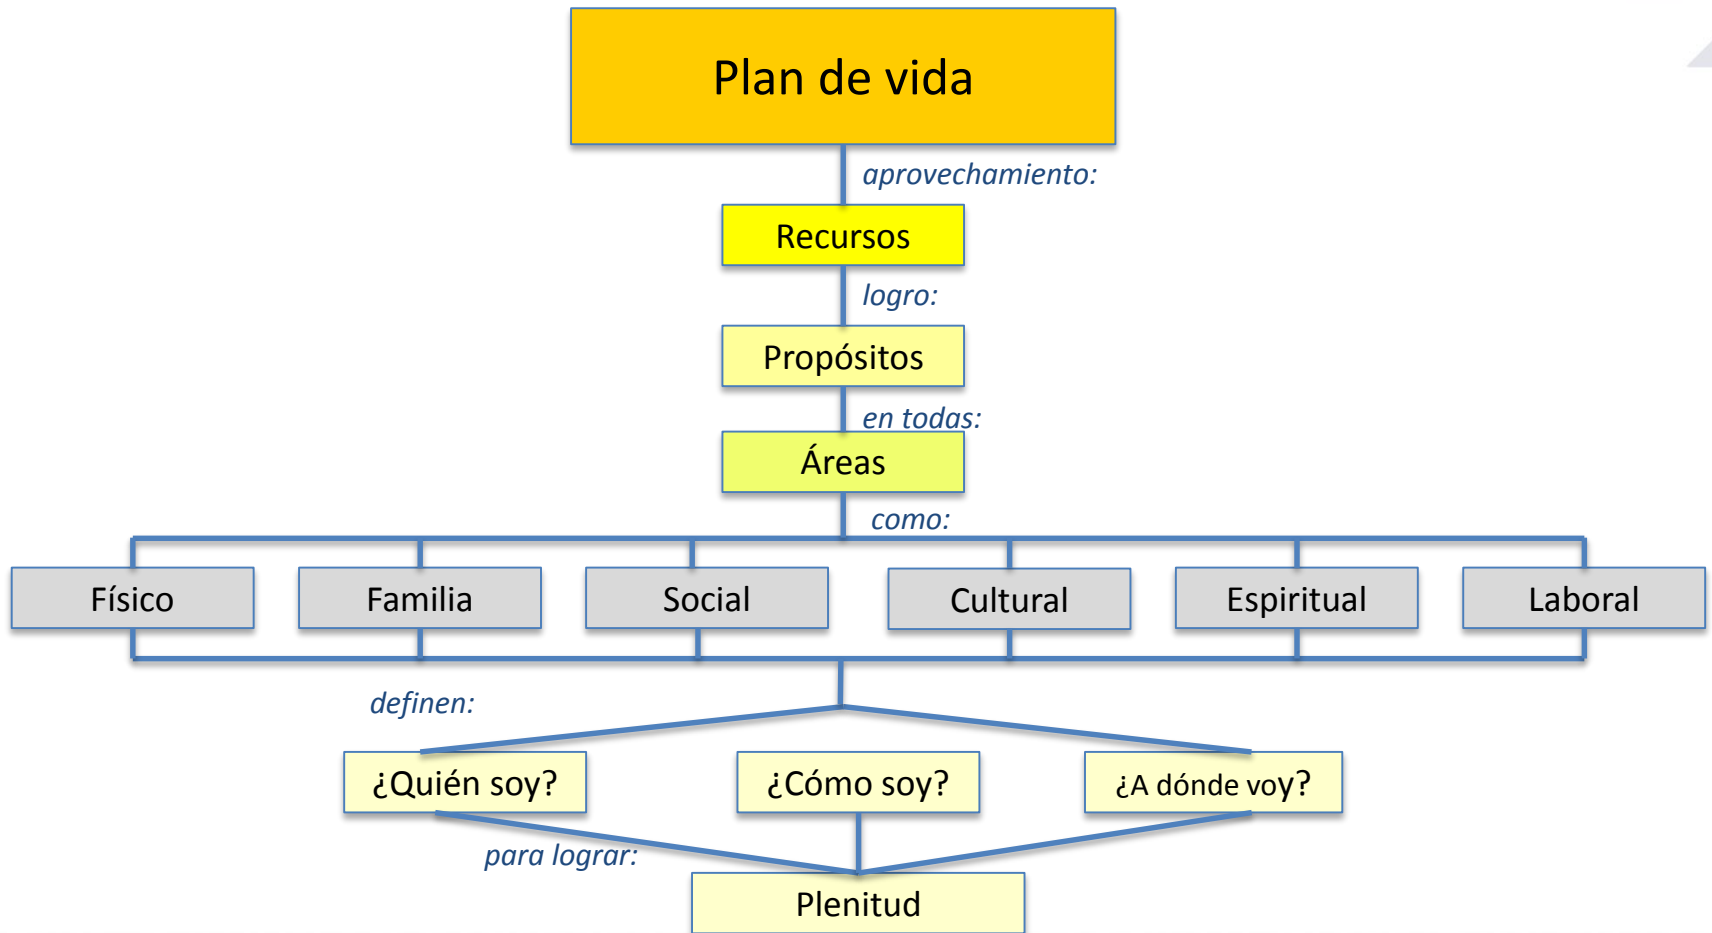 Plan de vida
aprovechamiento:
Recursos
logro:
Propósitos
en todas:
Áreas
como:
Físico
Familia
Social
Cultural
Espiritual
Laboral
definen:
¿Quién soy?
¿Cómo soy?
¿A dónde voy?
para lograr:
Plenitud